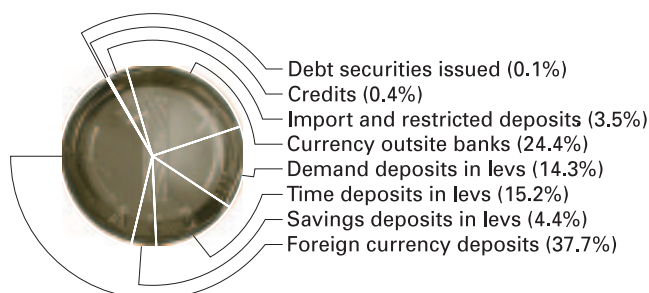 Debt securities issued (0.1%)
Credits (0.4%)
Import and restricted deposits (3.5%)
Currency outsite banks (24.4%)
Demand deposits in levs (14.3%)
Time deposits in levs (15.2%)
Savings deposits in levs (4.4%)
Foreign currency deposits (37.7%)